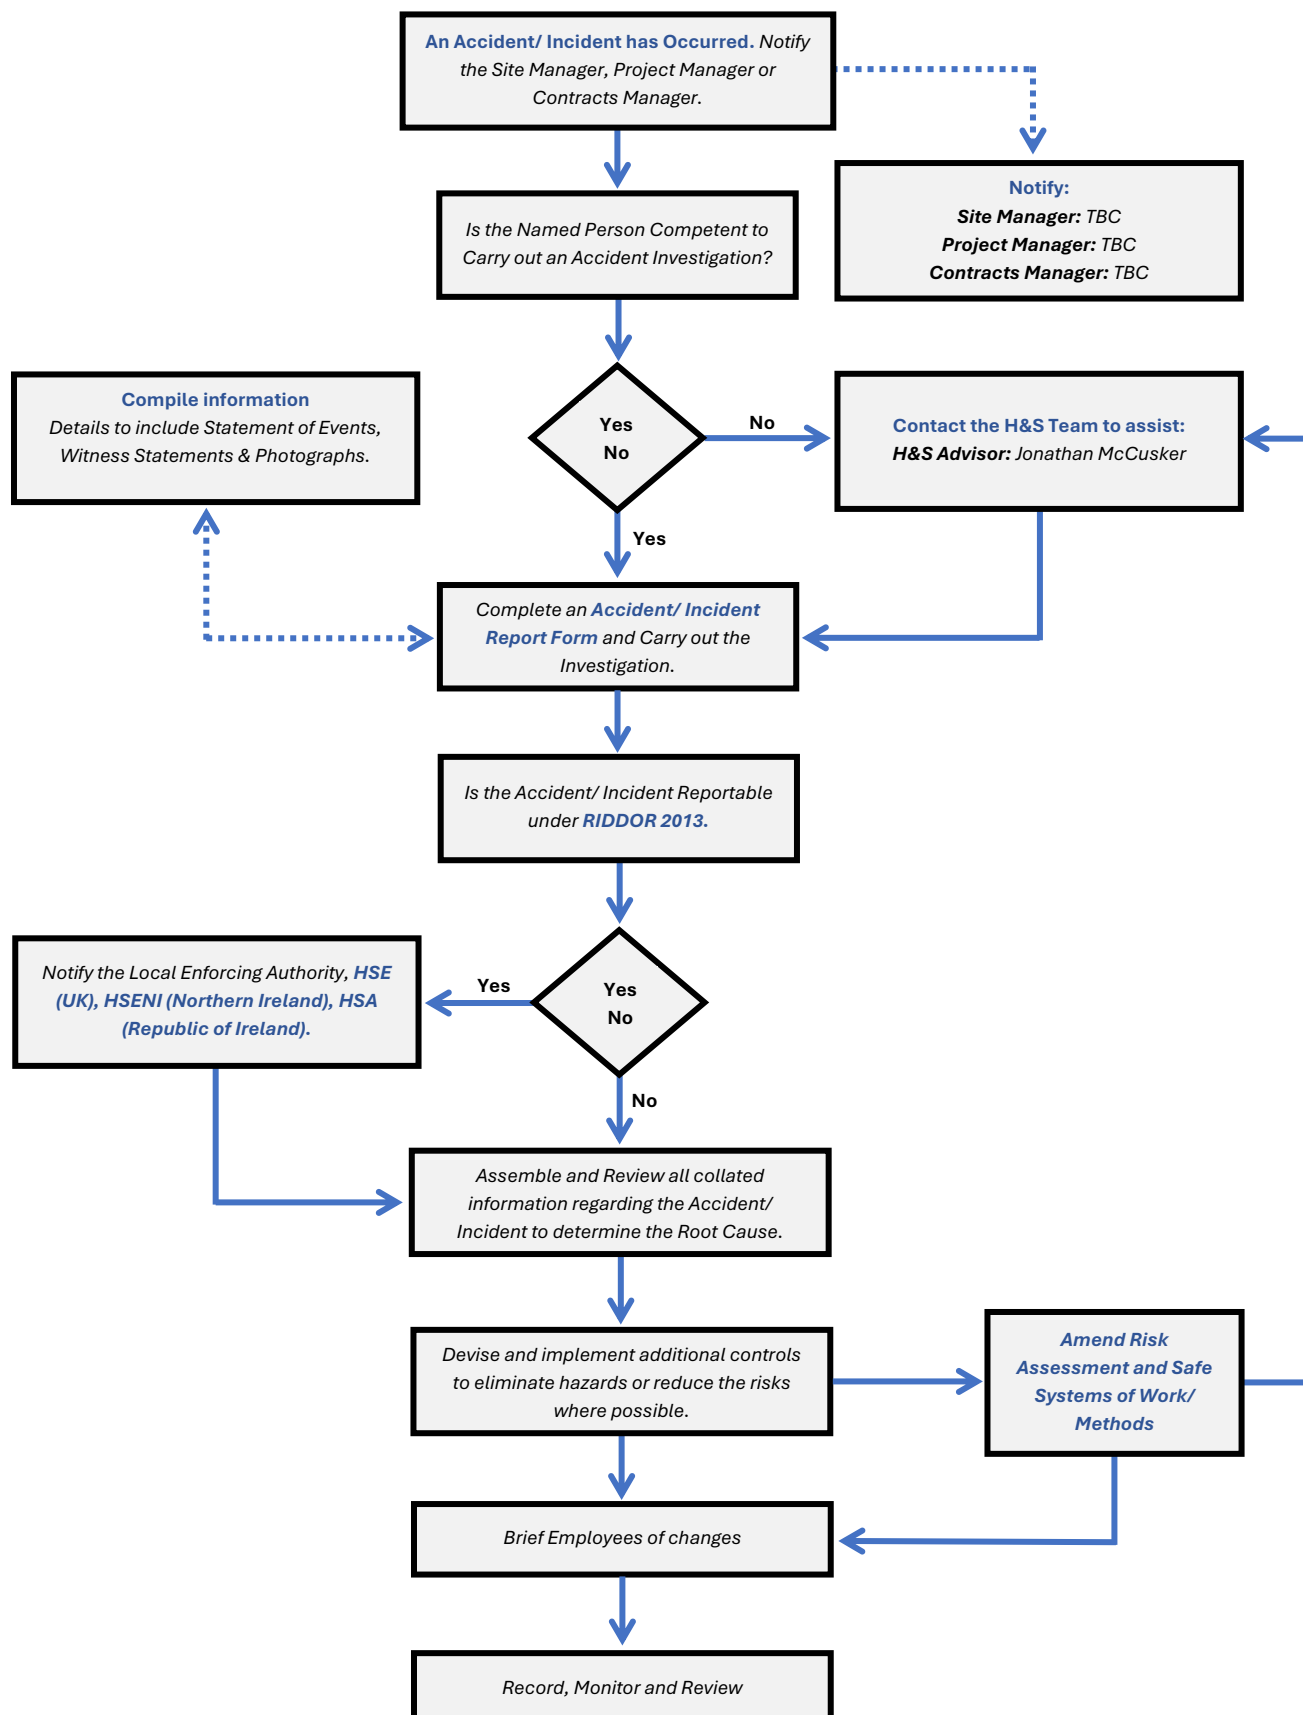 An Accident/ Incident has Occurred. Notify
the Site Manager, Project Manager or
Contracts Manager.
Notify:
Site Manager: TBC
Project Manager: TBC
Contracts Manager: TBC
Is the Named Person Competent to
Carry out an Accident Investigation?
Compile information
Details to include Statement of Events,
Witness Statements & Photographs.
Yes
No
No
Contact the H&S Team to assist:
H&S Advisor: Jonathan McCusker
Yes
Complete an Accident/ Incident
Report Form and Carry out the
Investigation.
Is the Accident/ Incident Reportable
under RIDDOR 2013.
Notify the Local Enforcing Authority, HSE
(UK), HSENI (Northern Ireland), HSA
(Republic of Ireland).
Yes
Yes
No
No
Assemble and Review all collated
information regarding the Accident/
Incident to determine the Root Cause.
Devise and implement additional controls
to eliminate hazards or reduce the risks
where possible.
Amend Risk
Assessment and Safe
Systems of Work/
Methods
Brief Employees of changes
Record, Monitor and Review